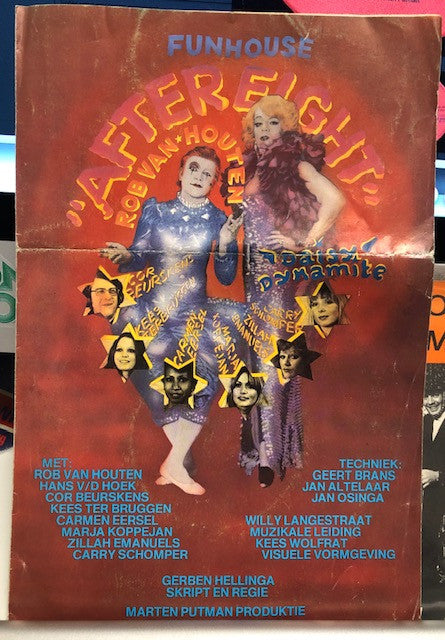 FUNHOUSE
"AFTER EIGHT"
ROB VAN★HOUTEN
DAISY
DYNAMITE
COR
BEURSKENS
KEES
TER BRUGGEN
CARRY
SCHOMPER
CARMEN
EERSEL
MARJA
KOPPEJAN
ZILLAH
EMANUELS
MET:
ROB VAN HOUTEN
HANS V/D HOEK
COR BEURSKENS
KEES TER BRUGGEN
CARMEN EERSEL
MARJA KOPPEJAN
ZILLAH EMANUELS
CARRY SCHOMPER
TECHNIEK:
GEERT BRANS
JAN ALTELAAR
JAN OSINGA
WILLY LANGESTRAAT
MUZIKALE LEIDING
KEES WOLFRAT
VISUELE VORMGEVING
GERBEN HELLINGA
SKRIPT EN REGIE
MARTEN PUTMAN PRODUKTIE